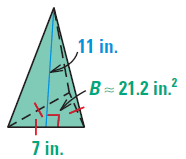 11 in.
B ≈ 21.2 in.²
7 in.